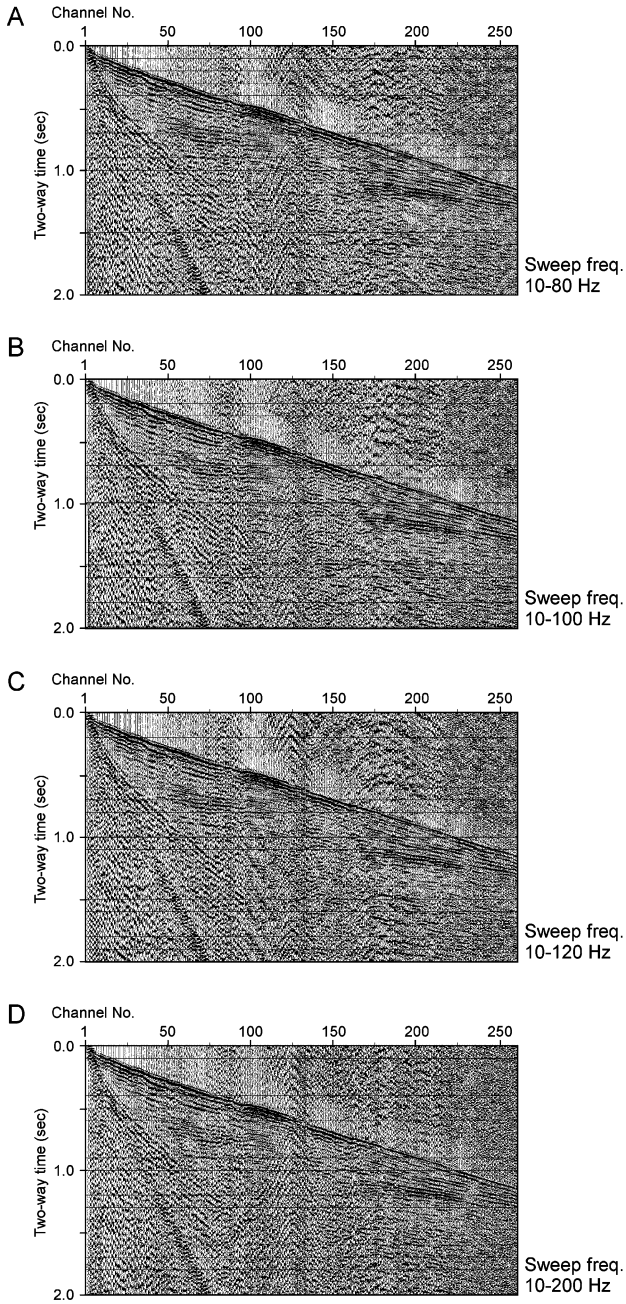 A
Channel No.
1 50 100 150 200 250
0.0
1.0
2.0
Two-way time (sec)
Sweep freq.
10-80 Hz
B
Channel No.
1 50 100 150 200 250
0.0
1.0
2.0
Two-way time (sec)
Sweep freq.
10-100 Hz
C
Channel No.
1 50 100 150 200 250
0.0
1.0
2.0
Two-way time (sec)
Sweep freq.
10-120 Hz
D
Channel No.
1 50 100 150 200 250
0.0
1.0
2.0
Two-way time (sec)
Sweep freq.
10-200 Hz